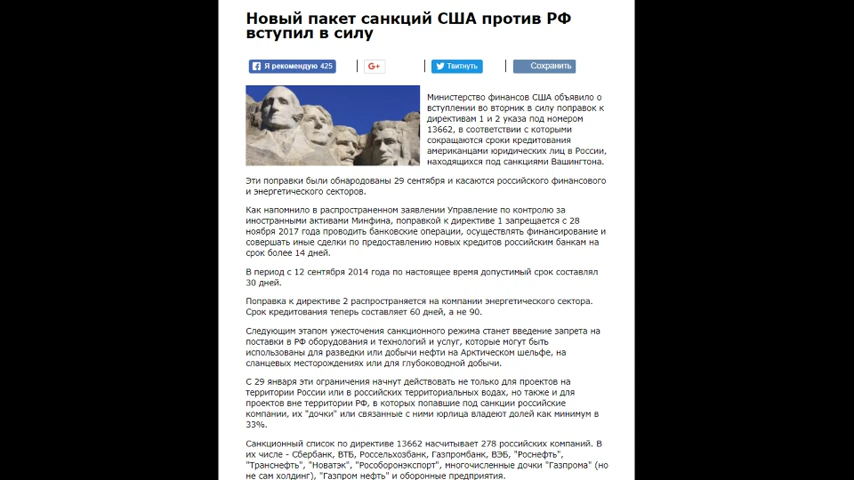 Новый пакет санкций США против РФ
вступил в силу
Я рекомендую 425
G+
Твитнуть
Сохранить
Министерство финансов США объявило о
вступлении во вторник в силу поправок к
директивам 1 и 2 указа под номером
13662, в соответствии с которыми
сокращаются сроки кредитования
американцами юридических лиц в России,
находящихся под санкциями Вашингтона.
Эти поправки были обнародованы 29 сентября и касаются российского финансового
и энергетического секторов.
Как напомнило в распространенном заявлении Управление по контролю за
иностранными активами Минфина, поправкой к директиве 1 запрещается с 28
ноября 2017 года проводить банковские операции, осуществлять финансирование и
совершать иные сделки по предоставлению новых кредитов российским банкам на
срок более 14 дней.
В период с 12 сентября 2014 года по настоящее время допустимый срок составлял
30 дней.
Поправка к директиве 2 распространяется на компании энергетического сектора.
Срок кредитования теперь составляет 60 дней, а не 90.
Следующим этапом ужесточения санкционного режима станет введение запрета на
поставки в РФ оборудования и технологий и услуг, которые могут быть
использованы для разведки или добычи нефти на Арктическом шельфе, на
сланцевых месторождениях или для глубоководной добычи.
С 29 января эти ограничения начнут действовать не только для проектов на
территории России или в российских территориальных водах, но также и для
проектов вне территории РФ, в которых попавшие под санкции российские
компании, их "дочки" или связанные с ними юрлица владеют долей как минимум в
33%.
Санкционный список по директиве 13662 насчитывает 278 российских компаний. В
их числе - Сбербанк, ВТБ, Россельхозбанк, Газпромбанк, ВЭБ, "Роснефть",
"Транснефть", "Новатэк", "Рособоронэкспорт", многочисленные дочки "Газпрома" (но
не сам холдинг), "Газпром нефть" и оборонные предприятия.